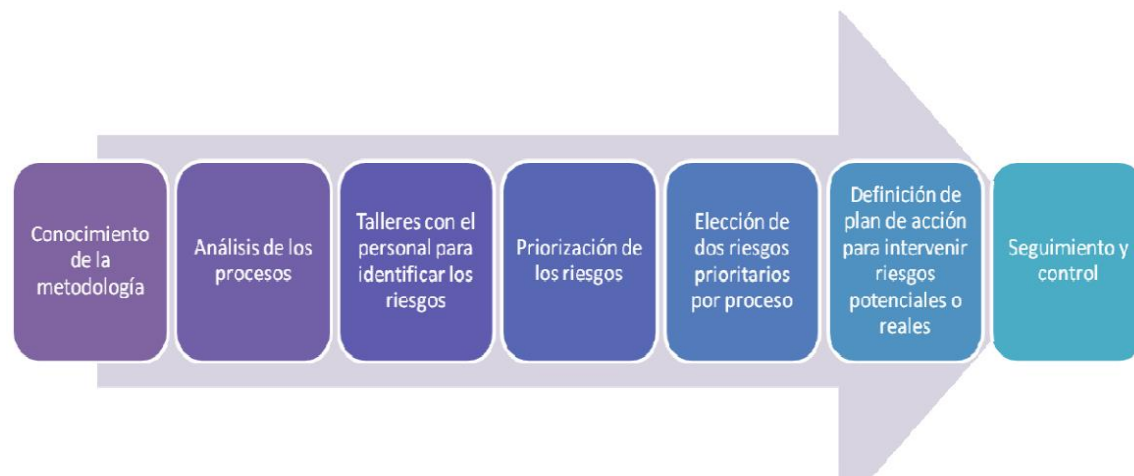 Conocimiento
de la
metodología
Análisis de los
procesos
Talleres con el
personal para
identificar los
riesgos
Priorización de
los riesgos
Elección de
dos riesgos
prioritarios
por proceso
Definición de
plan de acción
para intervenir
riesgos
potenciales o
reales
Seguimiento y
control